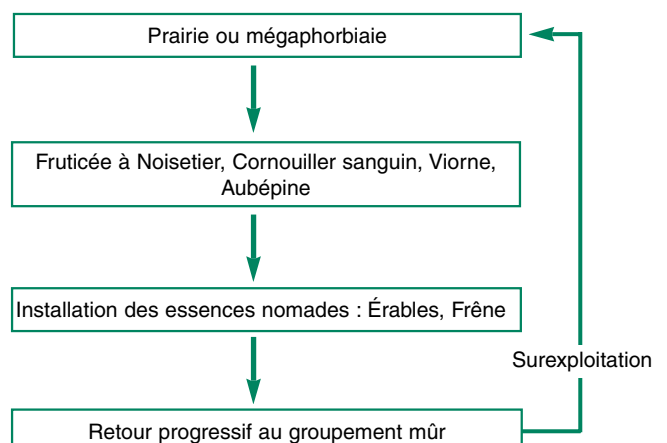 Prairie ou mégaphorbiaie
Fruticée à Noisetier, Cornouiller sanguin, Viorne,
Aubépine
Installation des essences nomades : Érables, Frêne
Surexploitation
Retour progressif au groupement mûr